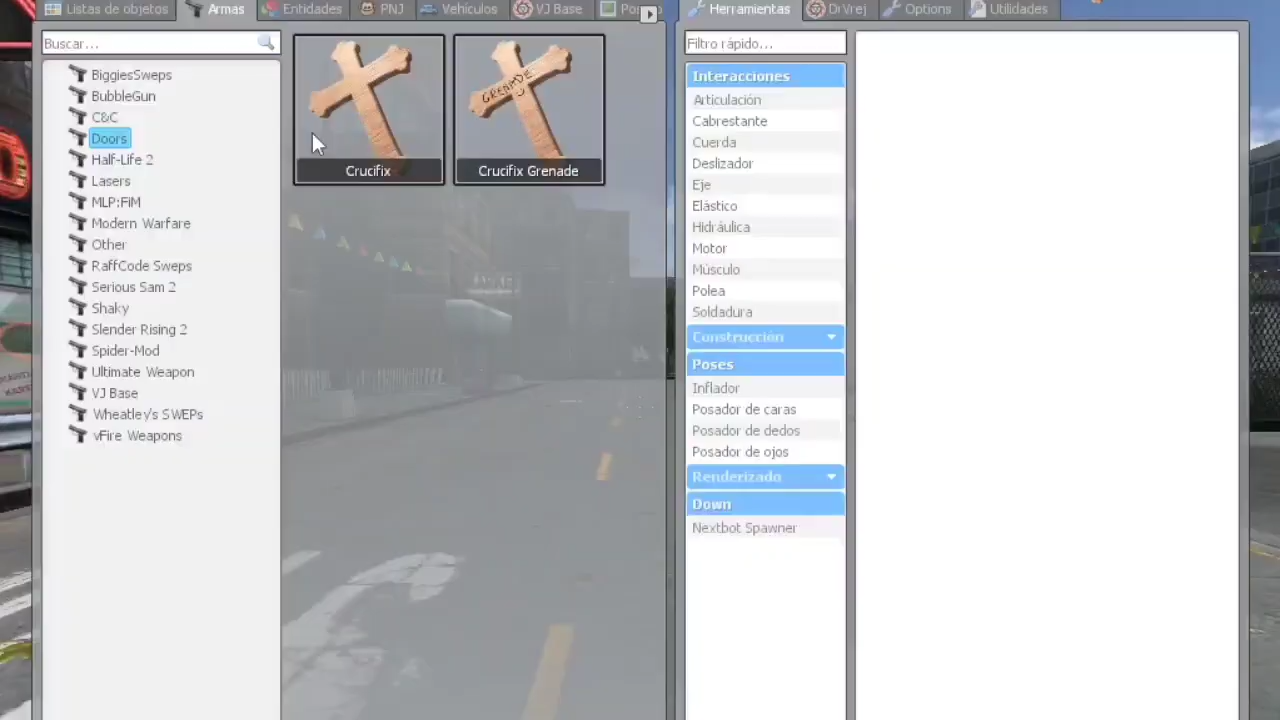 Listas de objetos
Armas
Entidades
PNJ
Vehículos
VJ Base
Herramientas
DrVrej
Options
Utilidades
Buscar...
BiggiesSweps
BubbleGun
C&C
Doors
Half-Life 2
Lasers
MLP:FiM
Modern Warfare
Other
RaffCode Sweps
Serious Sam 2
Shaky
Slender Rising 2
Spider-Mod
Ultimate Weapon
VJ Base
Wheatley's SWEPs
vFire Weapons
Crucifix
GRENADE
Crucifix Grenade
Filtro rápido...
Interacciones
Articulación
Cabrestante
Cuerda
Deslizador
Eje
Elástico
Hidráulica
Motor
Músculo
Polea
Soldadura
Construcción
Poses
Inflador
Posador de caras
Posador de dedos
Posador de ojos
Renderizado
Down
Nextbot Spawner